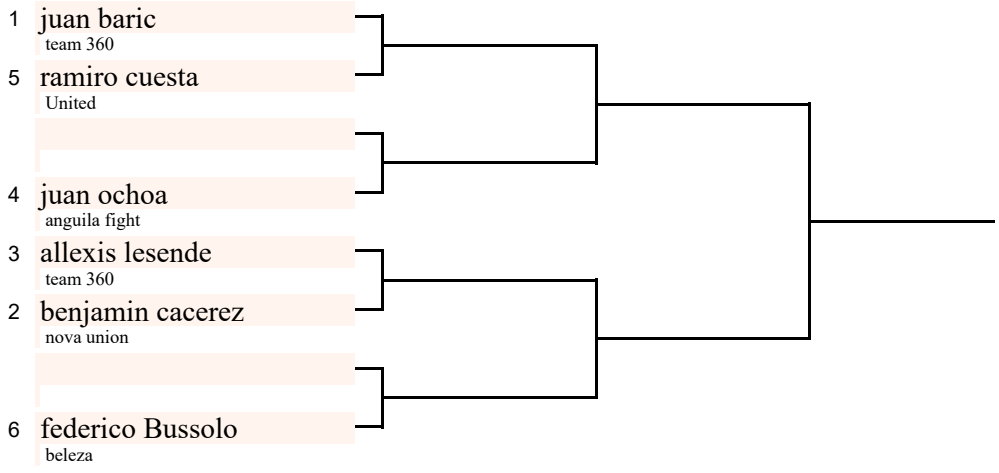 1 juan baric
team 360
5 ramiro cuesta
United
4 juan ochoa
anguila fight
3 allexis lesende
team 360
2 benjamin cacerez
nova union
6 federico Bussolo
beleza